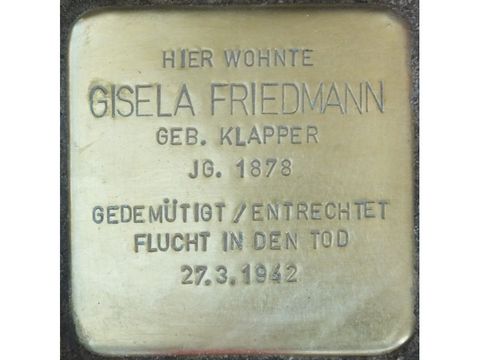 HIER WOHNTE
GISELA FRIEDMANN
GEB. KLAPPER
JG. 1878
GEDEMÜTIGT/ENTRECHTET
FLUCHT IN DEN TOD
27.3.1942